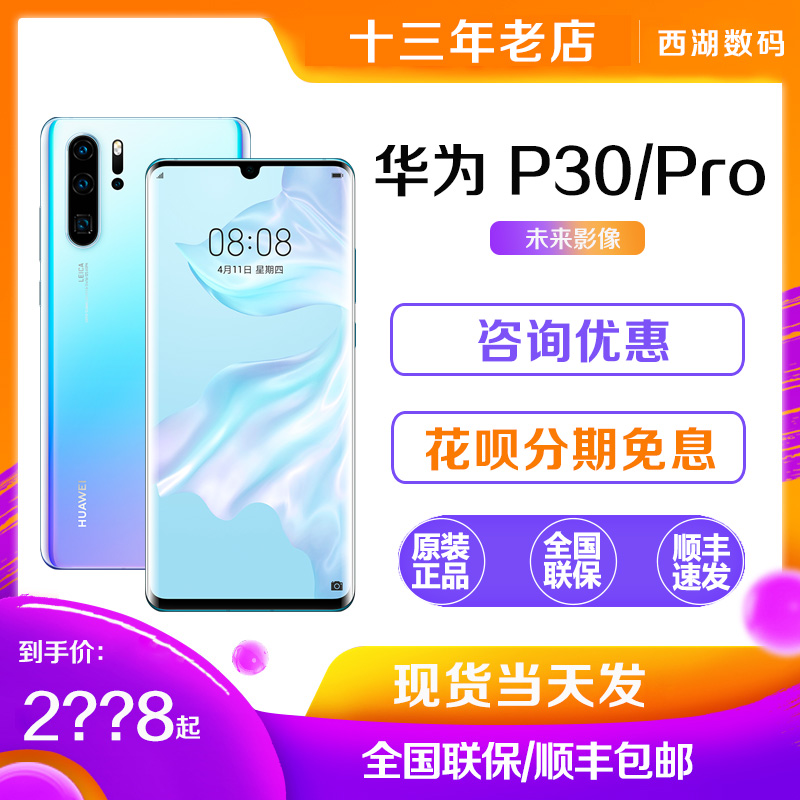 十三年老店
西湖数码
华为 P30/Pro
未来影像
LEICA
HUAWEI
08:08
4月11日 星期四
咨询优惠
花呗分期免息
原装
正品
全国
联保
顺丰
速发
到手价:
2??8起
现货当天发
全国联保/顺丰包邮